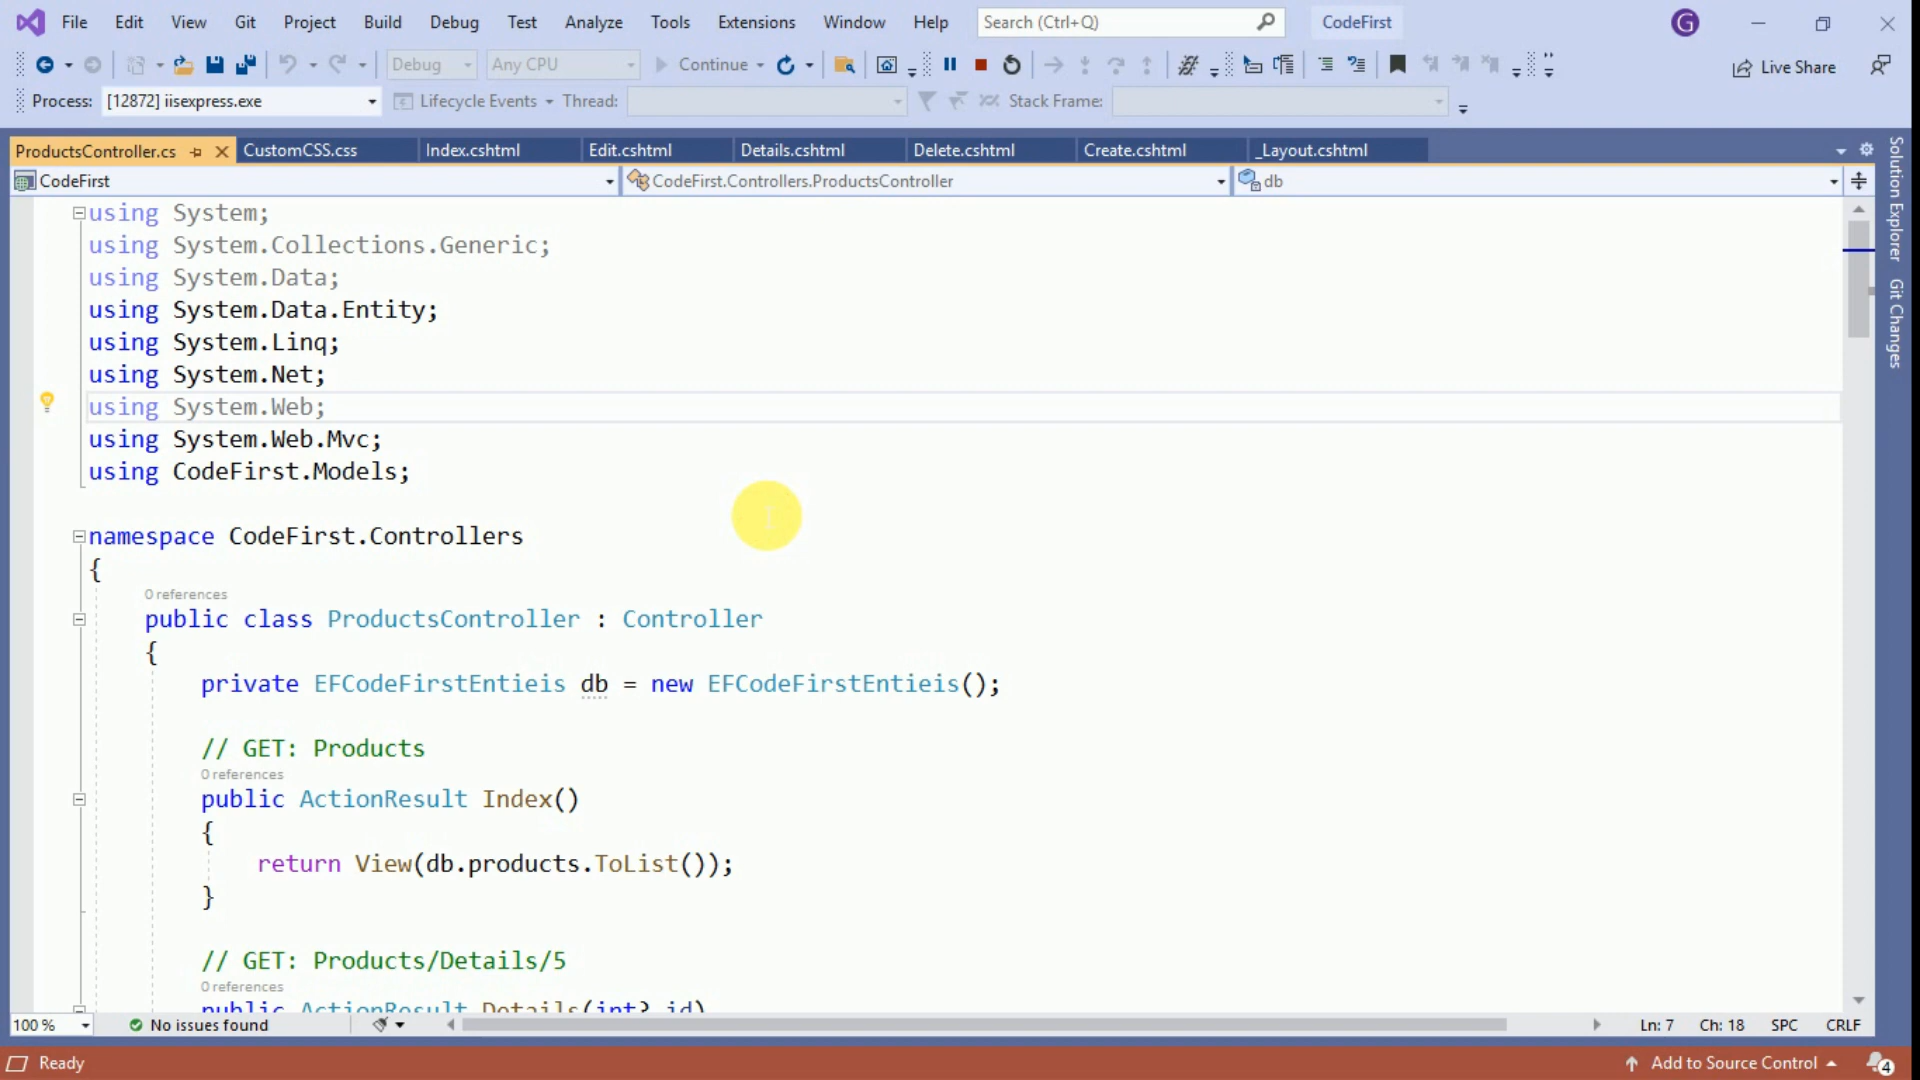 File Edit View Git Project Build Debug Test Analyze Tools Extensions Window Help Search (Ctrl+Q) CodeFirst G
Debug Any CPU Continue Live Share
Process: [12872] iisexpress.exe Lifecycle Events Thread: Stack Frame:
ProductsController.cs CustomCSS.css Index.cshtml Edit.cshtml Details.cshtml Delete.cshtml Create.cshtml _Layout.cshtml
CodeFirst CodeFirst.Controllers.ProductsController db
Solution Explorer
Git Changes
using System;
using System.Collections.Generic;
using System.Data;
using System.Data.Entity;
using System.Linq;
using System.Net;
using System.Web;
using System.Web.Mvc;
using CodeFirst.Models;
namespace CodeFirst.Controllers
{
0 references
public class ProductsController : Controller
{
private EFCodeFirstEntieis db = new EFCodeFirstEntieis();
// GET: Products
0 references
public ActionResult Index()
{
return View(db.products.ToList());
}
// GET: Products/Details/5
0 references
public ActionResult Details(int? id)
100 % No issues found Ln: 7 Ch: 18 SPC CRLF
Ready Add to Source Control 4